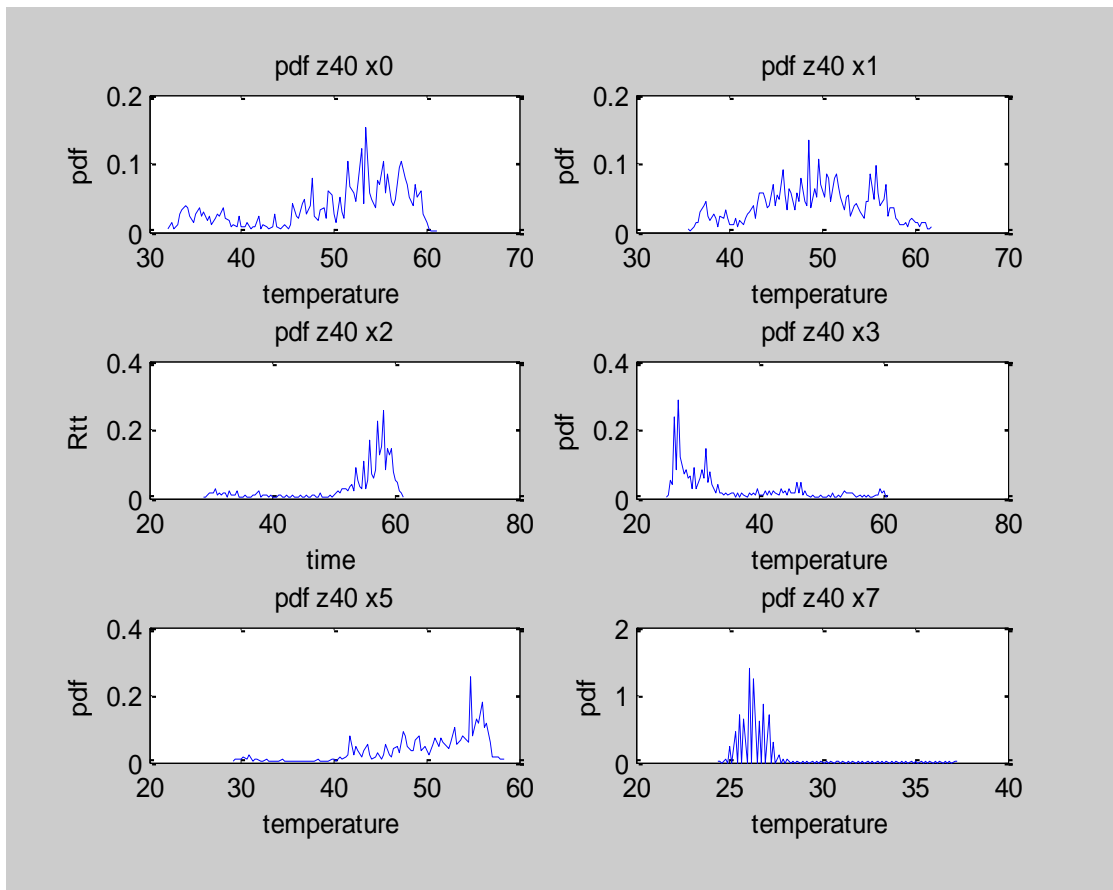 pdf z40 x0
0.2
0.1
0
pdf
30 40 50 60 70
temperature
pdf z40 x1
0.2
0.1
0
pdf
30 40 50 60 70
temperature
pdf z40 x2
0.4
0.2
0
Rtt
20 40 60 80
time
pdf z40 x3
0.4
0.2
0
pdf
20 40 60 80
temperature
pdf z40 x5
0.4
0.2
0
pdf
20 30 40 50 60
temperature
pdf z40 x7
2
1
0
pdf
20 25 30 35 40
temperature